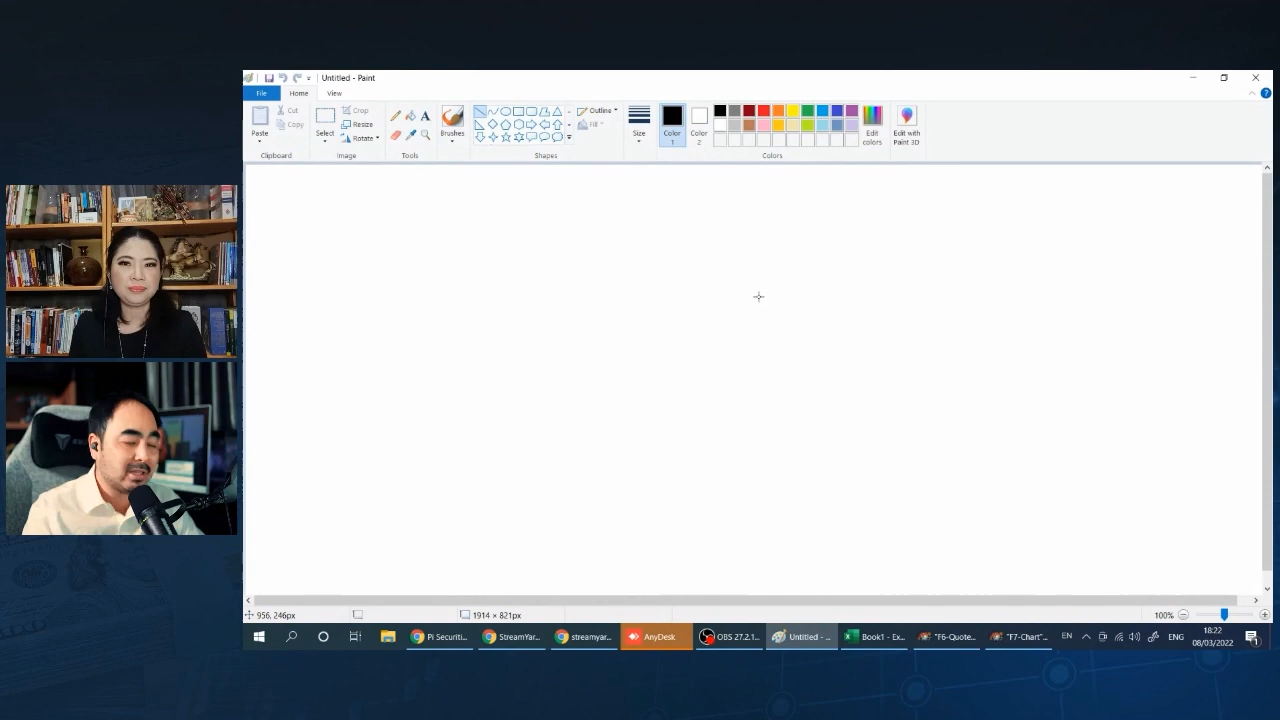 Untitled - Paint
File Home View
Paste
Cut
Copy
Clipboard
Select
Crop
Resize
Rotate
Image
A
Tools
Brushes
Outline
Fill
Shapes
Size
Color 1
Color 2
Colors
Edit colors
Edit with Paint 3D
956, 246px
1914 × 821px
100%
Pi Securiti...
StreamYar...
streamyar...
AnyDesk
OBS 27.2.1...
Untitled - ...
Book1 - Ex...
"F6-Quote...
"F7-Chart"...
EN
ENG
18:22
08/03/2022